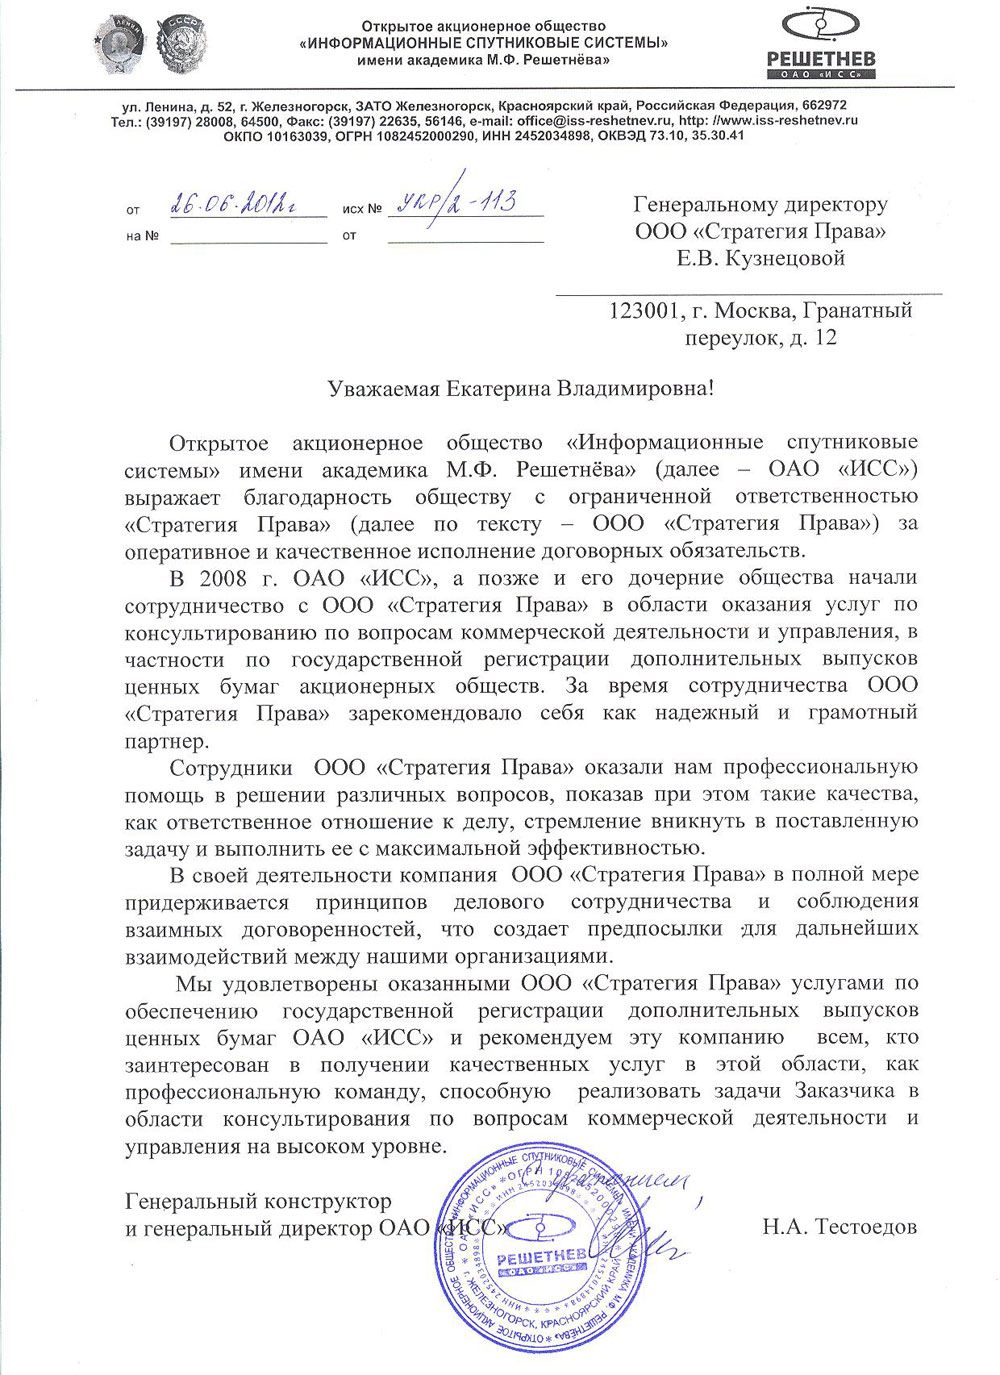 Открытое акционерное общество
«ИНФОРМАЦИОННЫЕ СПУТНИКОВЫЕ СИСТЕМЫ»
имени академика М.Ф. Решетнёва»
РЕШЕТНЕВ
ОАО «ИСС»
ул. Ленина, д. 52, г. Железногорск, ЗАТО Железногорск, Красноярский край, Российская Федерация, 662972
Тел.: (39197) 28008, 64500, Факс: (39197) 22635, 56146, e-mail: office@iss-reshetnev.ru, http: //www.iss-reshetnev.ru
ОКПО 10163039, ОГРН 1082452000290, ИНН 2452034898, ОКВЭД 73.10, 35.30.41
от 26.06.2012г исх № УКР/2-113
на № от
Генеральному директору
ООО «Стратегия Права»
Е.В. Кузнецовой
123001, г. Москва, Гранатный
переулок, д. 12
Уважаемая Екатерина Владимировна!
Открытое акционерное общество «Информационные спутниковые
системы» имени академика М.Ф. Решетнёва» (далее – ОАО «ИСС»)
выражает благодарность обществу с ограниченной ответственностью
«Стратегия Права» (далее по тексту – ООО «Стратегия Права») за
оперативное и качественное исполнение договорных обязательств.
В 2008 г. ОАО «ИСС», а позже и его дочерние общества начали
сотрудничество с ООО «Стратегия Права» в области оказания услуг по
консультированию по вопросам коммерческой деятельности и управления, в
частности по государственной регистрации дополнительных выпусков
ценных бумаг акционерных обществ. За время сотрудничества ООО
«Стратегия Права» зарекомендовало себя как надежный и грамотный
партнер.
Сотрудники ООО «Стратегия Права» оказали нам профессиональную
помощь в решении различных вопросов, показав при этом такие качества,
как ответственное отношение к делу, стремление вникнуть в поставленную
задачу и выполнить ее с максимальной эффективностью.
В своей деятельности компания ООО «Стратегия Права» в полной мере
придерживается принципов делового сотрудничества и соблюдения
взаимных договоренностей, что создает предпосылки для дальнейших
взаимодействий между нашими организациями.
Мы удовлетворены оказанными ООО «Стратегия Права» услугами по
обеспечению государственной регистрации дополнительных выпусков
ценных бумаг ОАО «ИСС» и рекомендуем эту компанию всем, кто
заинтересован в получении качественных услуг в этой области, как
профессиональную команду, способную реализовать задачи Заказчика в
области консультирования по вопросам коммерческой деятельности и
управления на высоком уровне.
С уважением,
Генеральный конструктор
и генеральный директор ОАО «ИСС»
Н.А. Тестоедов
ОТКРЫТОЕ АКЦИОНЕРНОЕ ОБЩЕСТВО «ИНФОРМАЦИОННЫЕ СПУТНИКОВЫЕ СИСТЕМЫ» ИМЕНИ АКАДЕМИКА М.Ф. РЕШЕТНЁВА»
Г. ЖЕЛЕЗНОГОРСК, КРАСНОЯРСКИЙ КРАЙ * ОАО «ИСС» * ОГРН 1082452000290
ИНН 2452034898
РЕШЕТНЕВ
ОАО «ИСС»